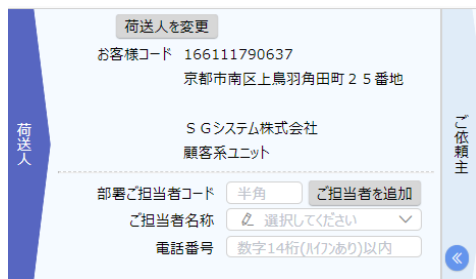 荷送人を変更
お客様コード 166111790637
京都市南区上鳥羽角田町２５番地
ＳＧシステム株式会社
顧客系ユニット
荷送人
ご依頼主
部署ご担当者コード 半角 ご担当者を追加
ご担当者名称 選択してください
電話番号 数字14桁(ﾊｲﾌﾝあり)以内